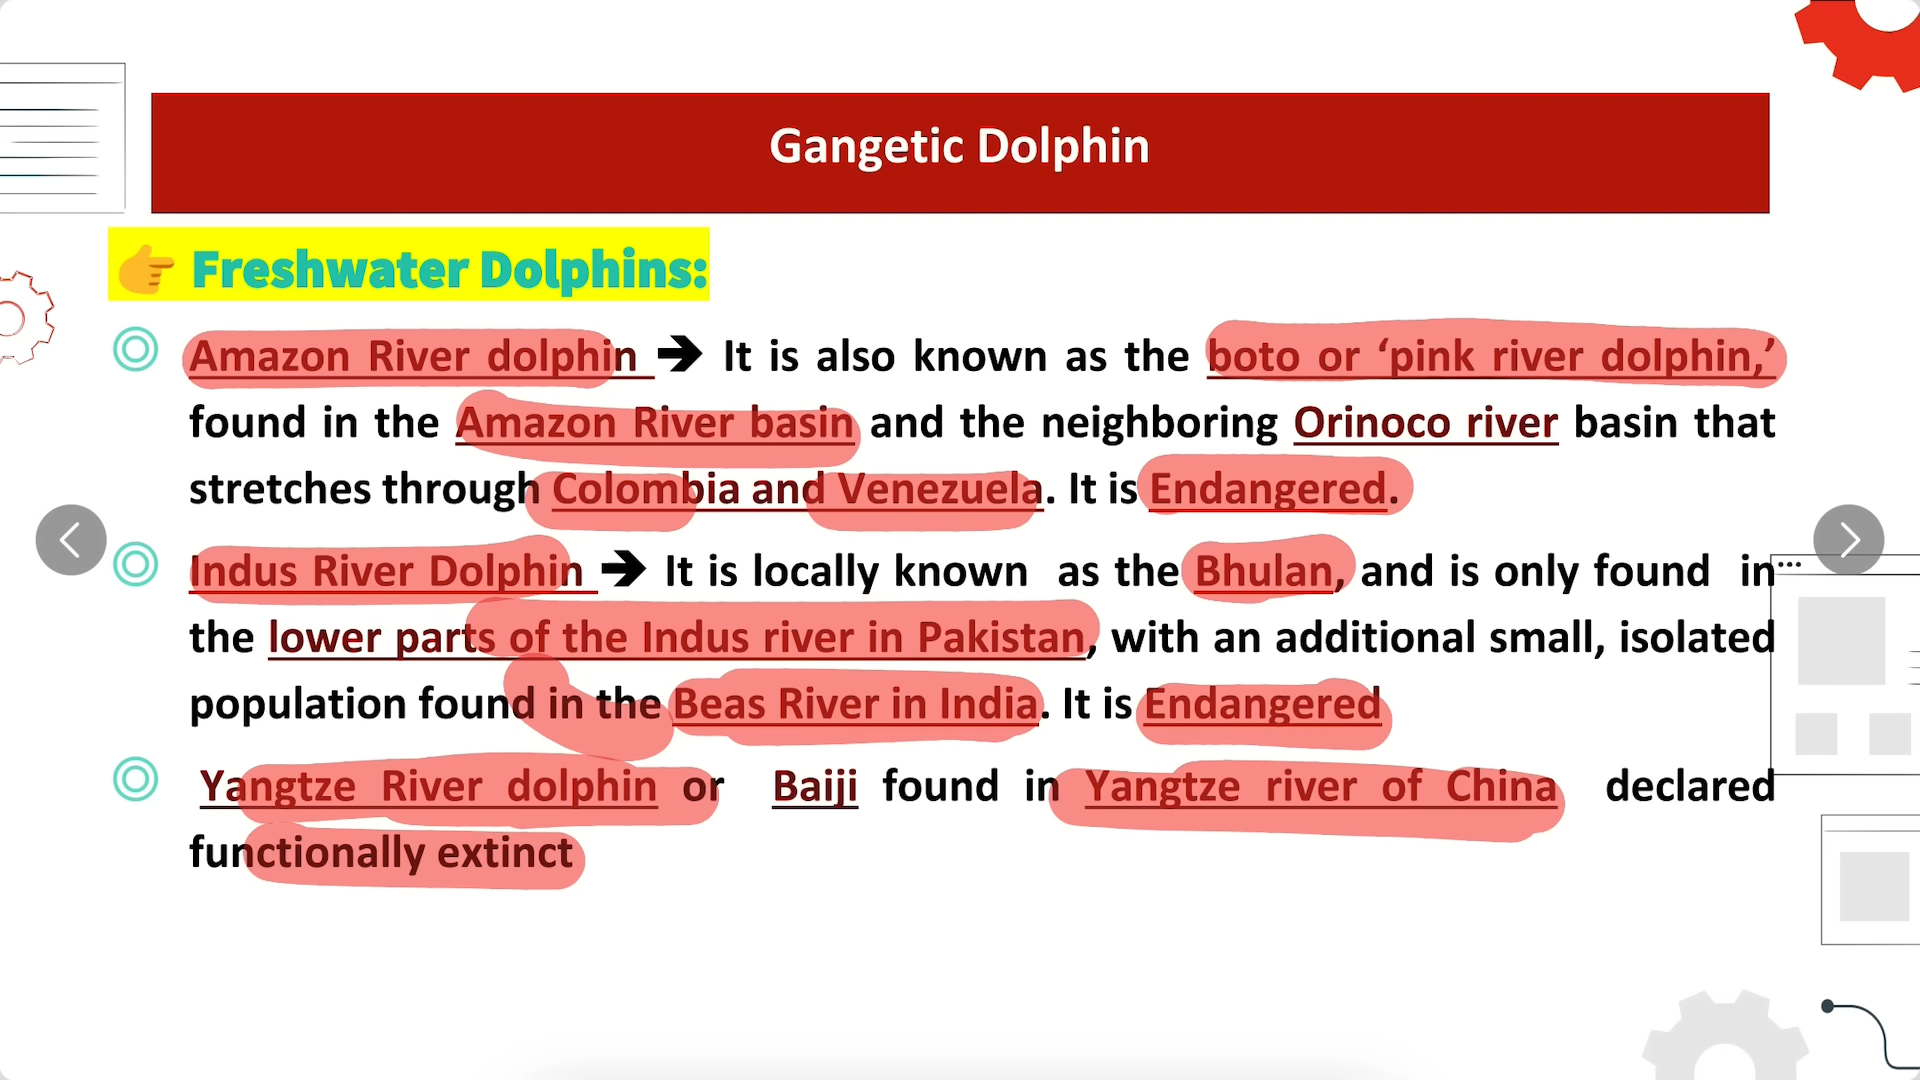 Gangetic Dolphin
👉 Freshwater Dolphins:
Amazon River dolphin ➔ It is also known as the boto or ‘pink river dolphin,’
found in the Amazon River basin and the neighboring Orinoco river basin that
stretches through Colombia and Venezuela. It is Endangered.
Indus River Dolphin ➔ It is locally known as the Bhulan, and is only found in
the lower parts of the Indus river in Pakistan, with an additional small, isolated
population found in the Beas River in India. It is Endangered
Yangtze River dolphin or Baiji found in Yangtze river of China declared
functionally extinct